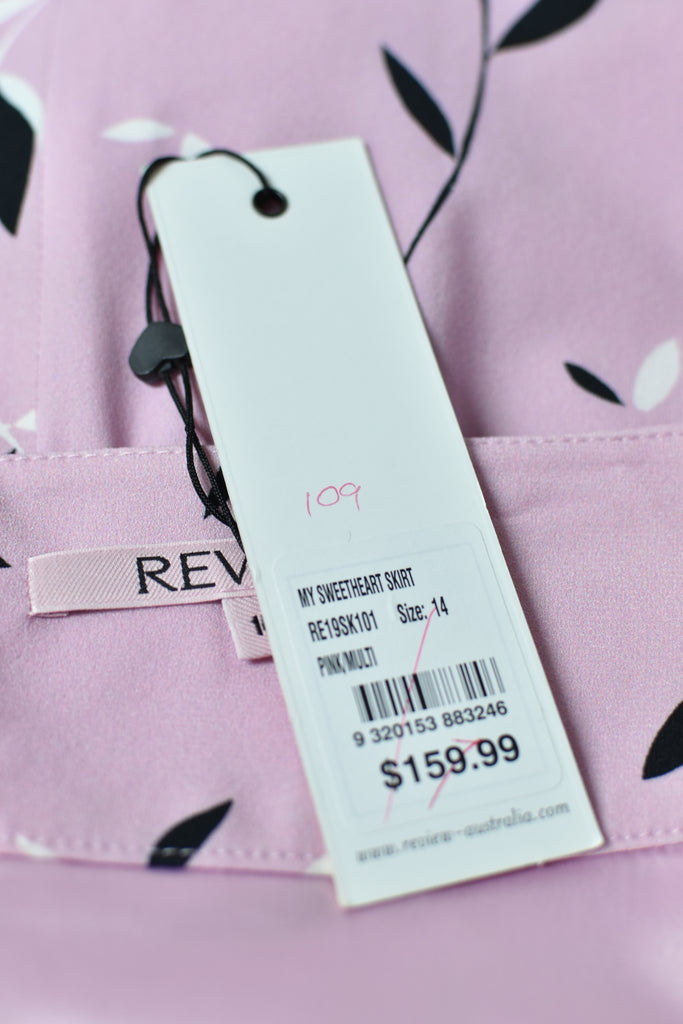 109
REV
1
MY SWEETHEART SKIRT
RE19SK101 Size: 14
PINK/MULTI
9 320153 883246
$159.99
www.review-australia.com